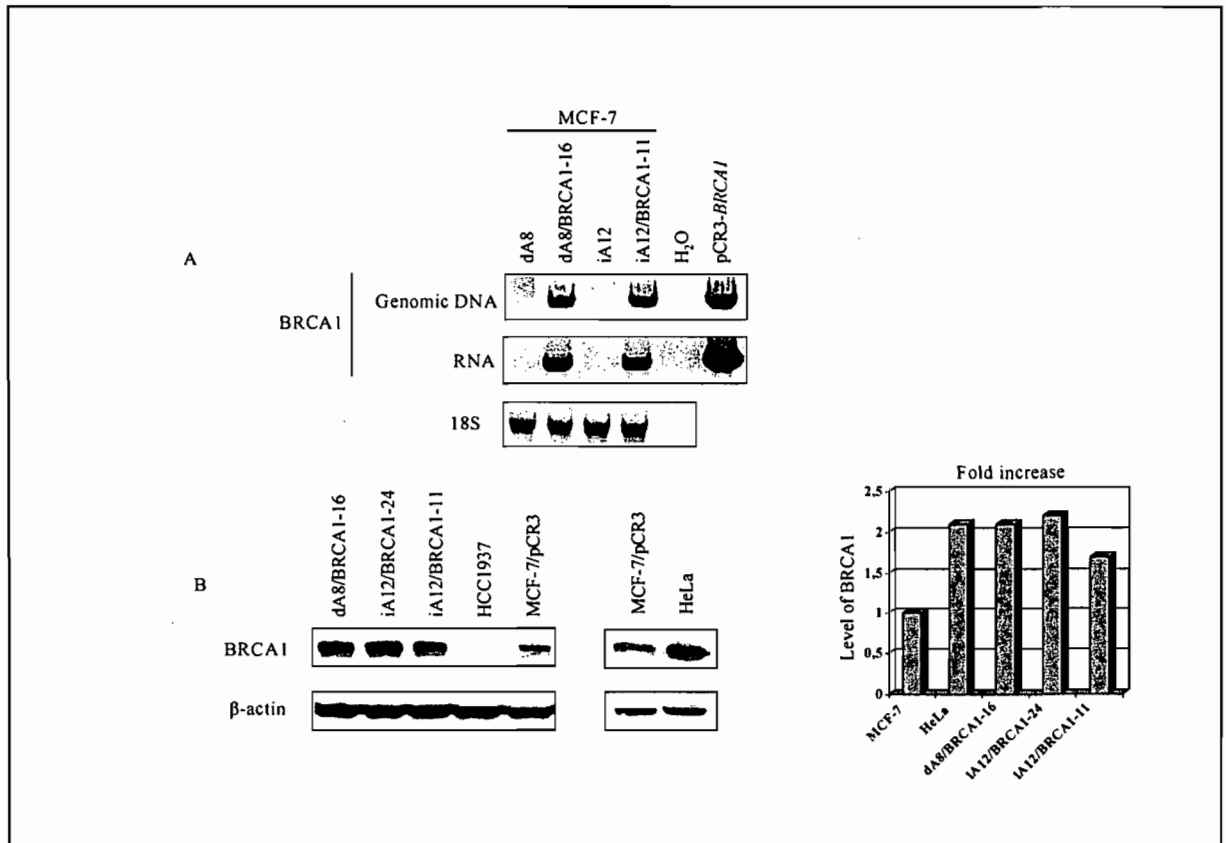 MCF-7
dA8
dA8/BRCA1-16
iA12
iA12/BRCA1-11
H₂O
pCR3-BRCA1
A
BRCA1
Genomic DNA
RNA
18S
B
dA8/BRCA1-16
iA12/BRCA1-24
iA12/BRCA1-11
HCC1937
MCF-7/pCR3
MCF-7/pCR3
HeLa
BRCA1
β-actin
Fold increase
Level of BRCA1
2,5
2
1,5
1
0,5
0
MCF-7
HeLa
dA8/BRCA1-16
iA12/BRCA1-24
iA12/BRCA1-11